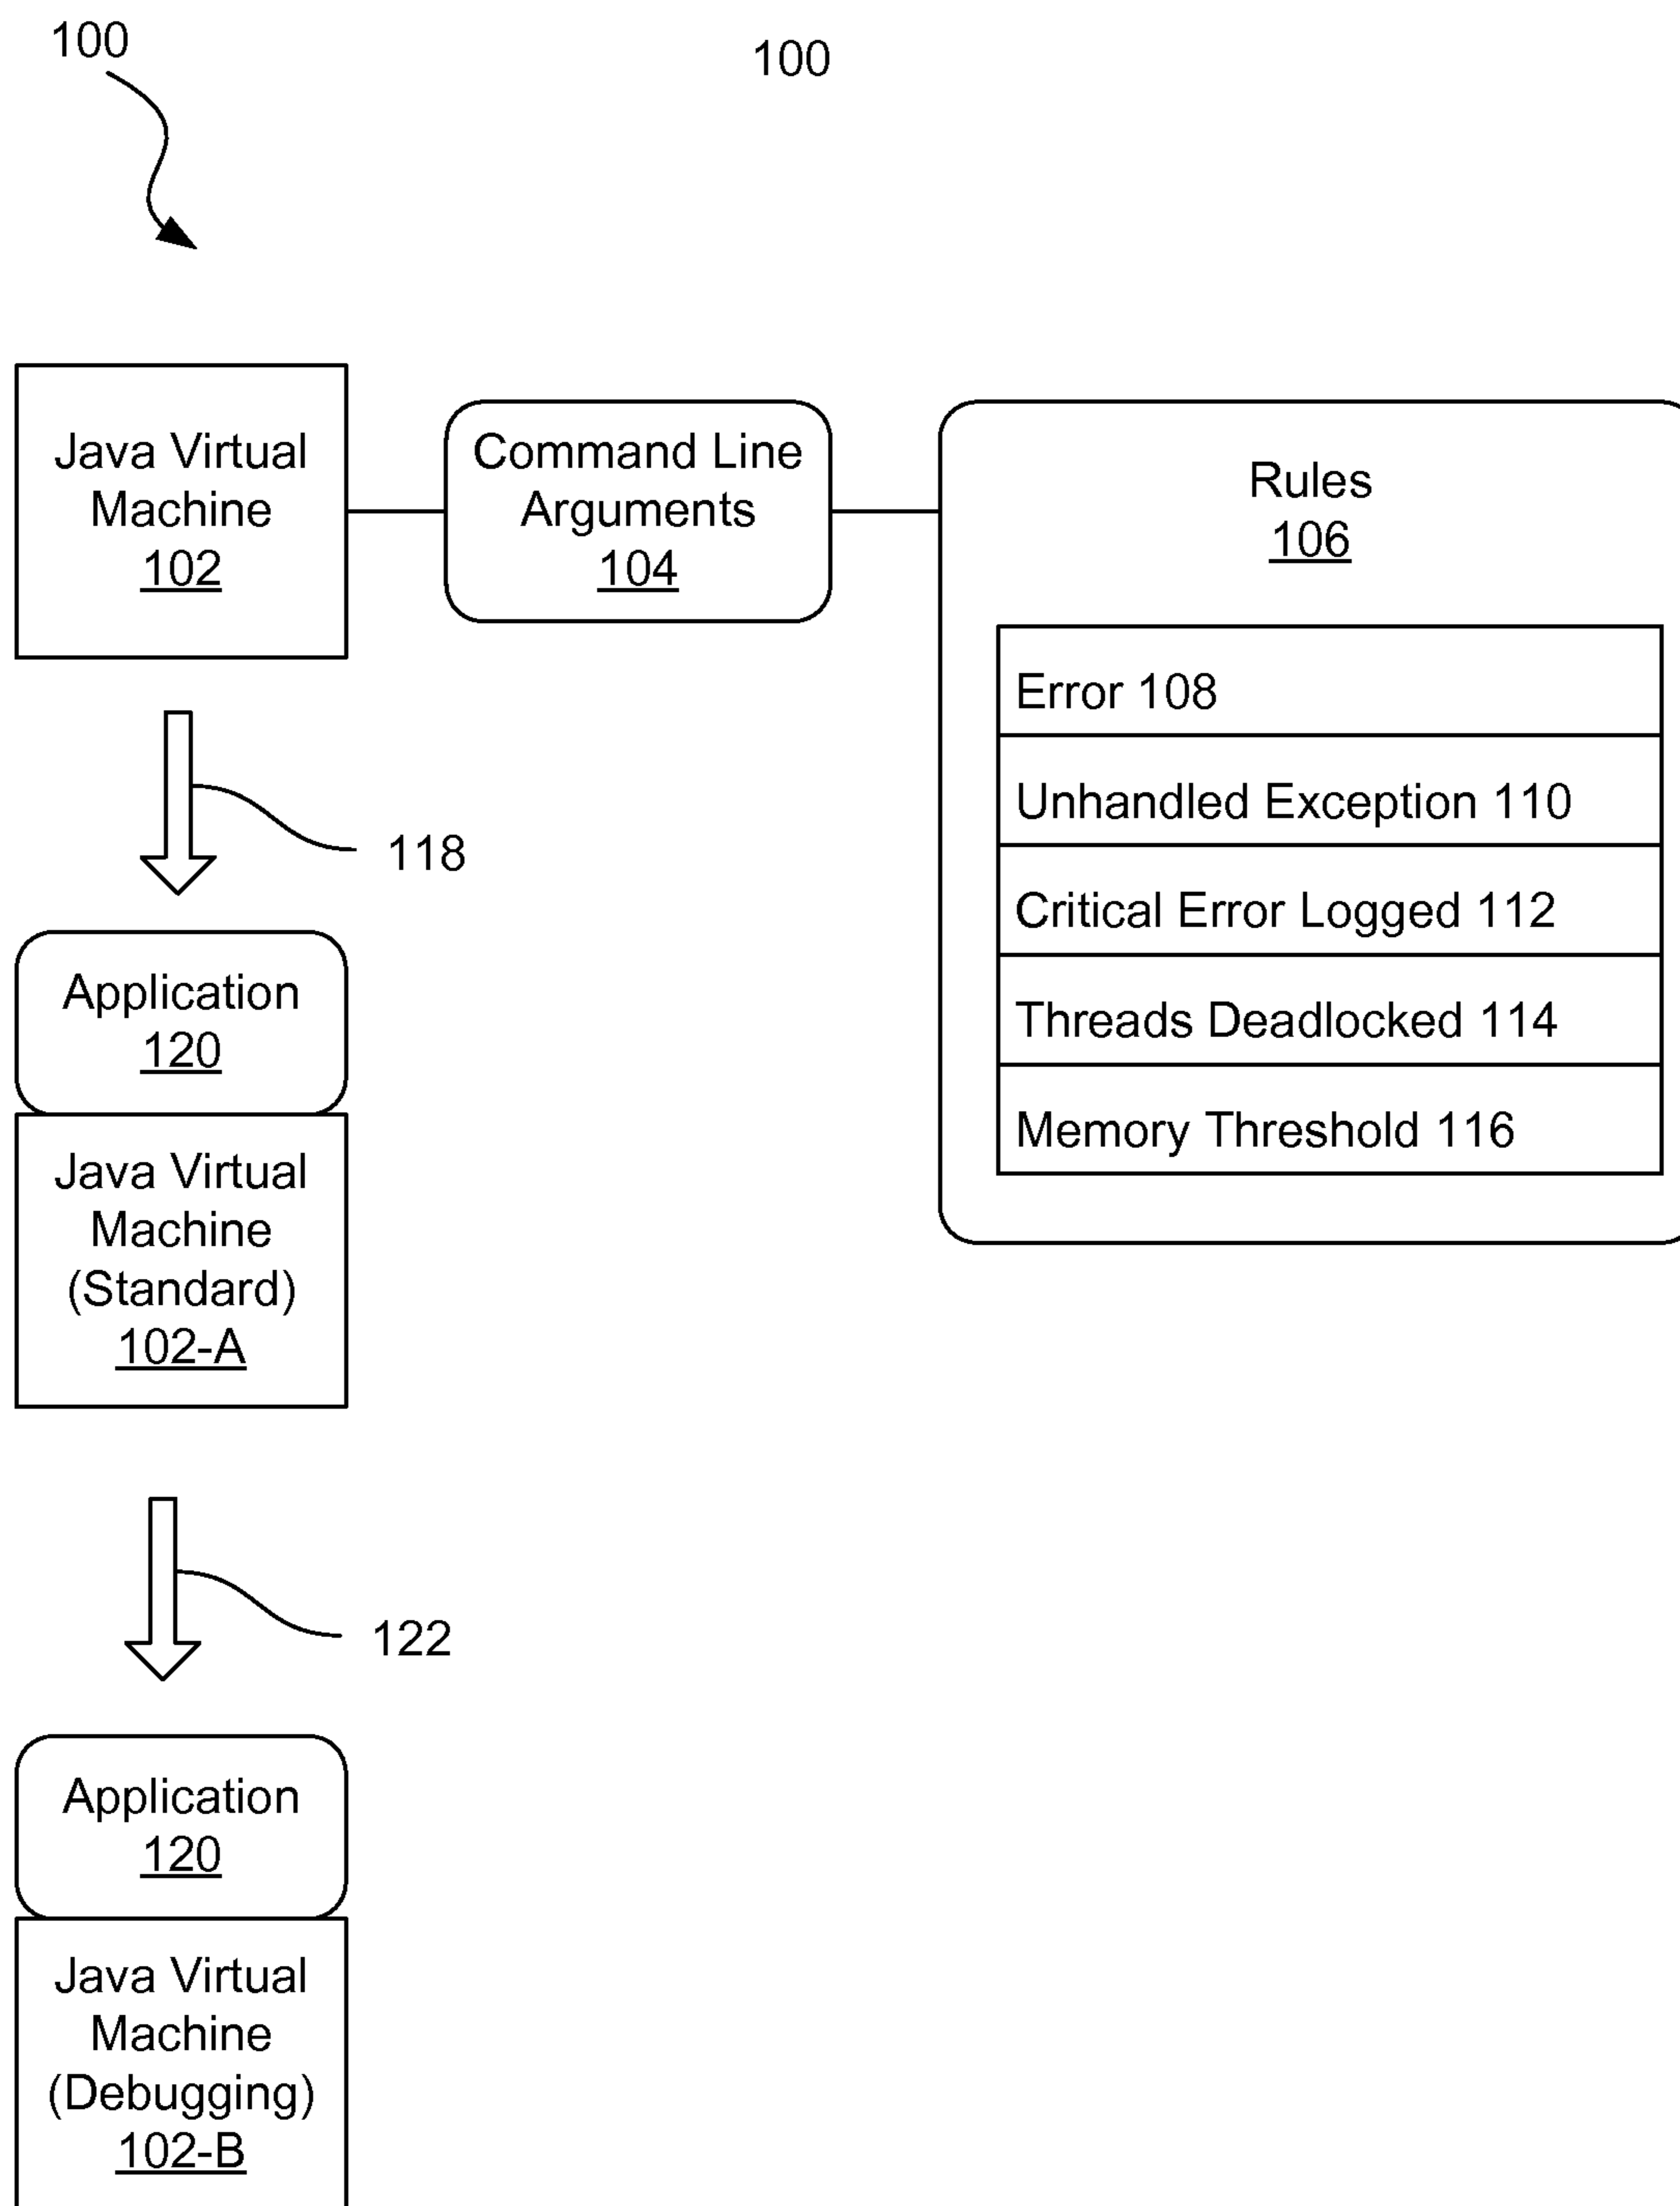 100
100
Java Virtual
Machine
102
Command Line
Arguments
104
Rules
106
Error 108
Unhandled Exception 110
Critical Error Logged 112
Threads Deadlocked 114
Memory Threshold 116
118
Application
120
Java Virtual
Machine
(Standard)
102-A
122
Application
120
Java Virtual
Machine
(Debugging)
102-B